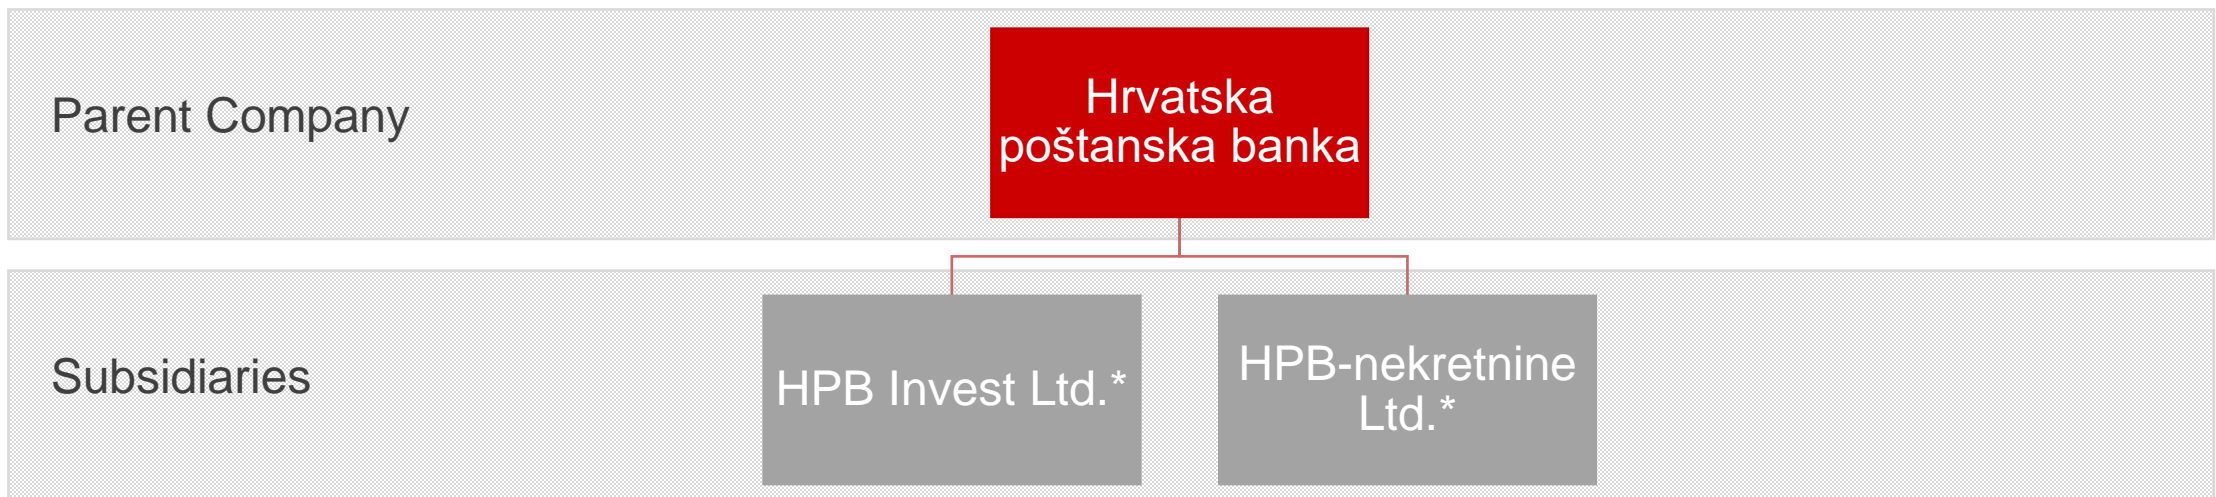 Parent Company
Hrvatska
poštanska banka
Subsidiaries
HPB Invest Ltd.*
HPB-nekretnine
Ltd.*